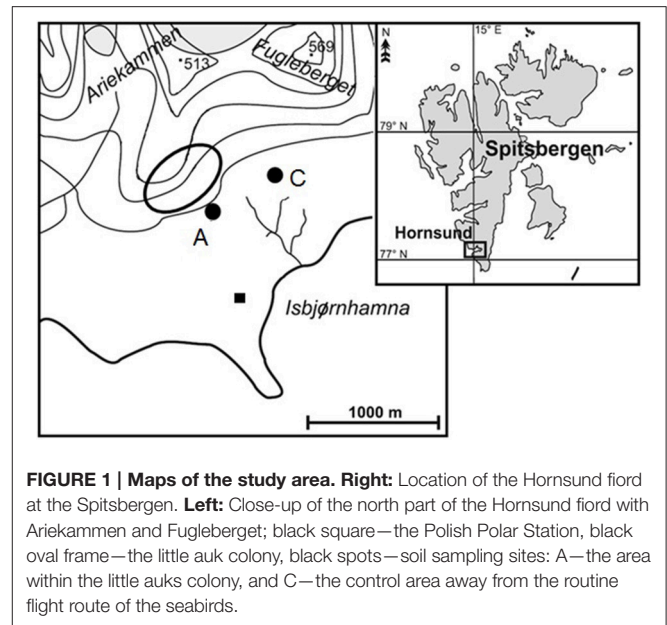 Ariekammen
513
Fugleberget
569
C
A
Isbjørnhamna
1000 m
N
15° E
79° N
Spitsbergen
Hornsund
77° N
FIGURE 1 | Maps of the study area. Right: Location of the Hornsund fiord
at the Spitsbergen. Left: Close-up of the north part of the Hornsund fiord with
Ariekammen and Fugleberget; black square—the Polish Polar Station, black
oval frame—the little auk colony, black spots—soil sampling sites: A—the area
within the little auks colony, and C—the control area away from the routine
flight route of the seabirds.